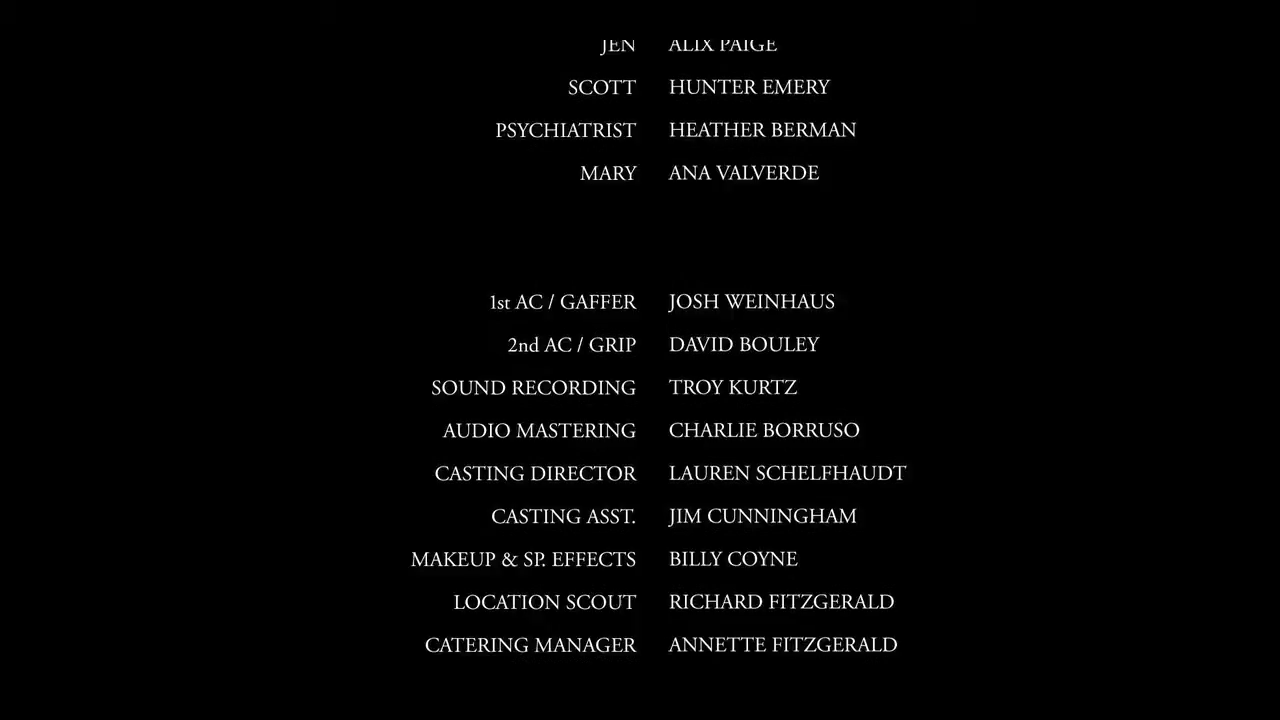 JEN ALIX PAIGE
SCOTT HUNTER EMERY
PSYCHIATRIST HEATHER BERMAN
MARY ANA VALVERDE
1st AC / GAFFER JOSH WEINHAUS
2nd AC / GRIP DAVID BOULEY
SOUND RECORDING TROY KURTZ
AUDIO MASTERING CHARLIE BORRUSO
CASTING DIRECTOR LAUREN SCHELFHAUDT
CASTING ASST. JIM CUNNINGHAM
MAKEUP & SP. EFFECTS BILLY COYNE
LOCATION SCOUT RICHARD FITZGERALD
CATERING MANAGER ANNETTE FITZGERALD